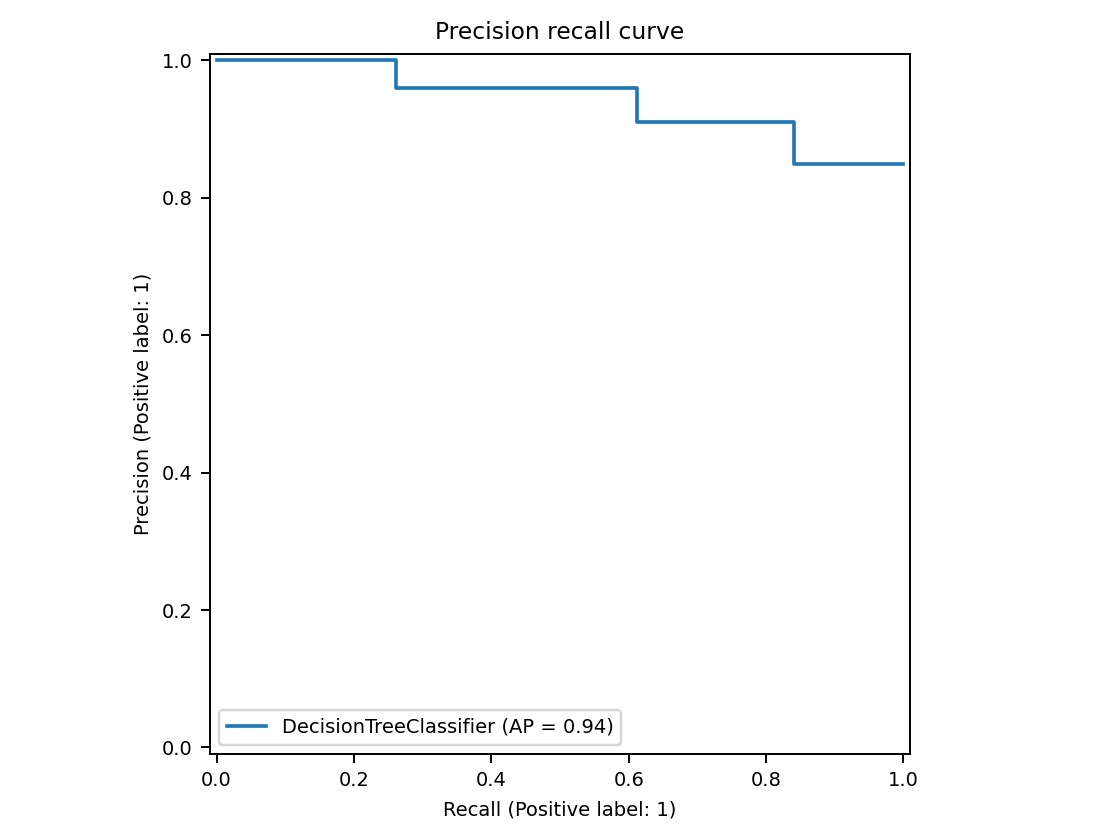 Precision recall curve
1.0
0.8
0.6
0.4
0.2
0.0
Precision (Positive label: 1)
DecisionTreeClassifier (AP = 0.94)
0.0 0.2 0.4 0.6 0.8 1.0
Recall (Positive label: 1)